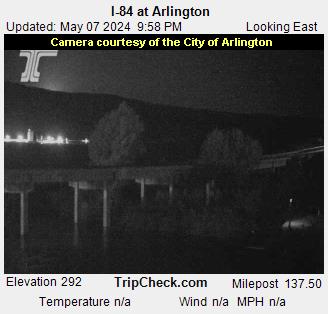 I-84 at Arlington
Updated: May 07 2024 9:58 PM Looking East
Camera courtesy of the City of Arlington
Elevation 292 TripCheck.com Milepost 137.50
Temperature n/a Wind n/a MPH n/a